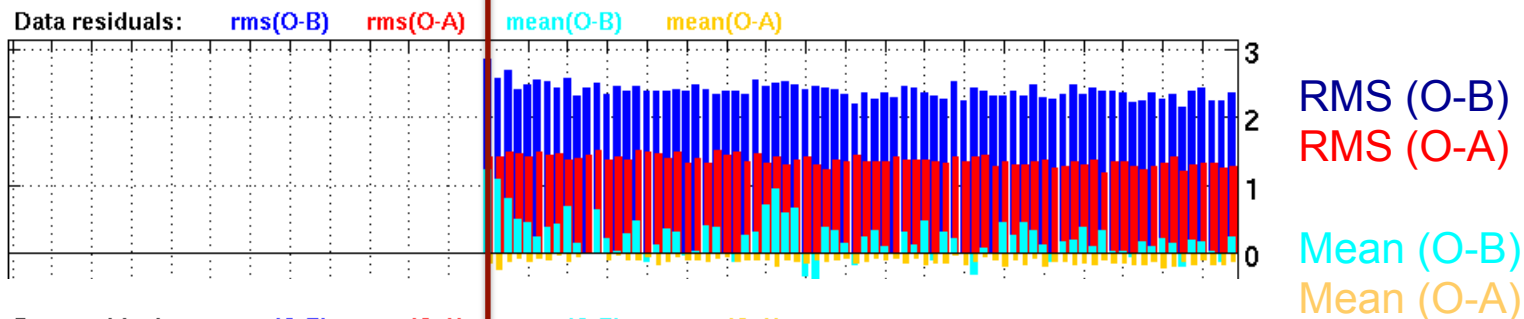 Data residuals: rms(O-B) rms(O-A) mean(O-B) mean(O-A)
3
2
1
0
RMS (O-B)
RMS (O-A)
Mean (O-B)
Mean (O-A)